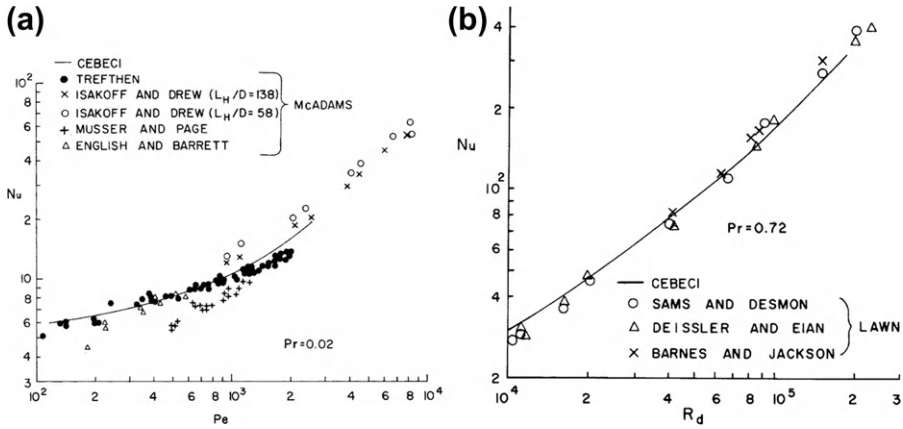 (a)
CEBECI
TREFTHEN
ISAKOFF AND DREW (L_H/D=138)
ISAKOFF AND DREW (L_H/D=58)
MUSSER AND PAGE
ENGLISH AND BARRETT
McADAMS
10²
8
6
4
2
10
8
6
4
3
Nu
Pr=0.02
10²
2
4
6
8
10³
2
4
6
8
10⁴
Pe
(b)
4
2
10²
8
6
4
2
Nu
Pr=0.72
CEBECI
SAMS AND DESMON
DEISSLER AND EIAN
BARNES AND JACKSON
LAWN
10⁴
2
4
6
8
10⁵
2
3
R_d